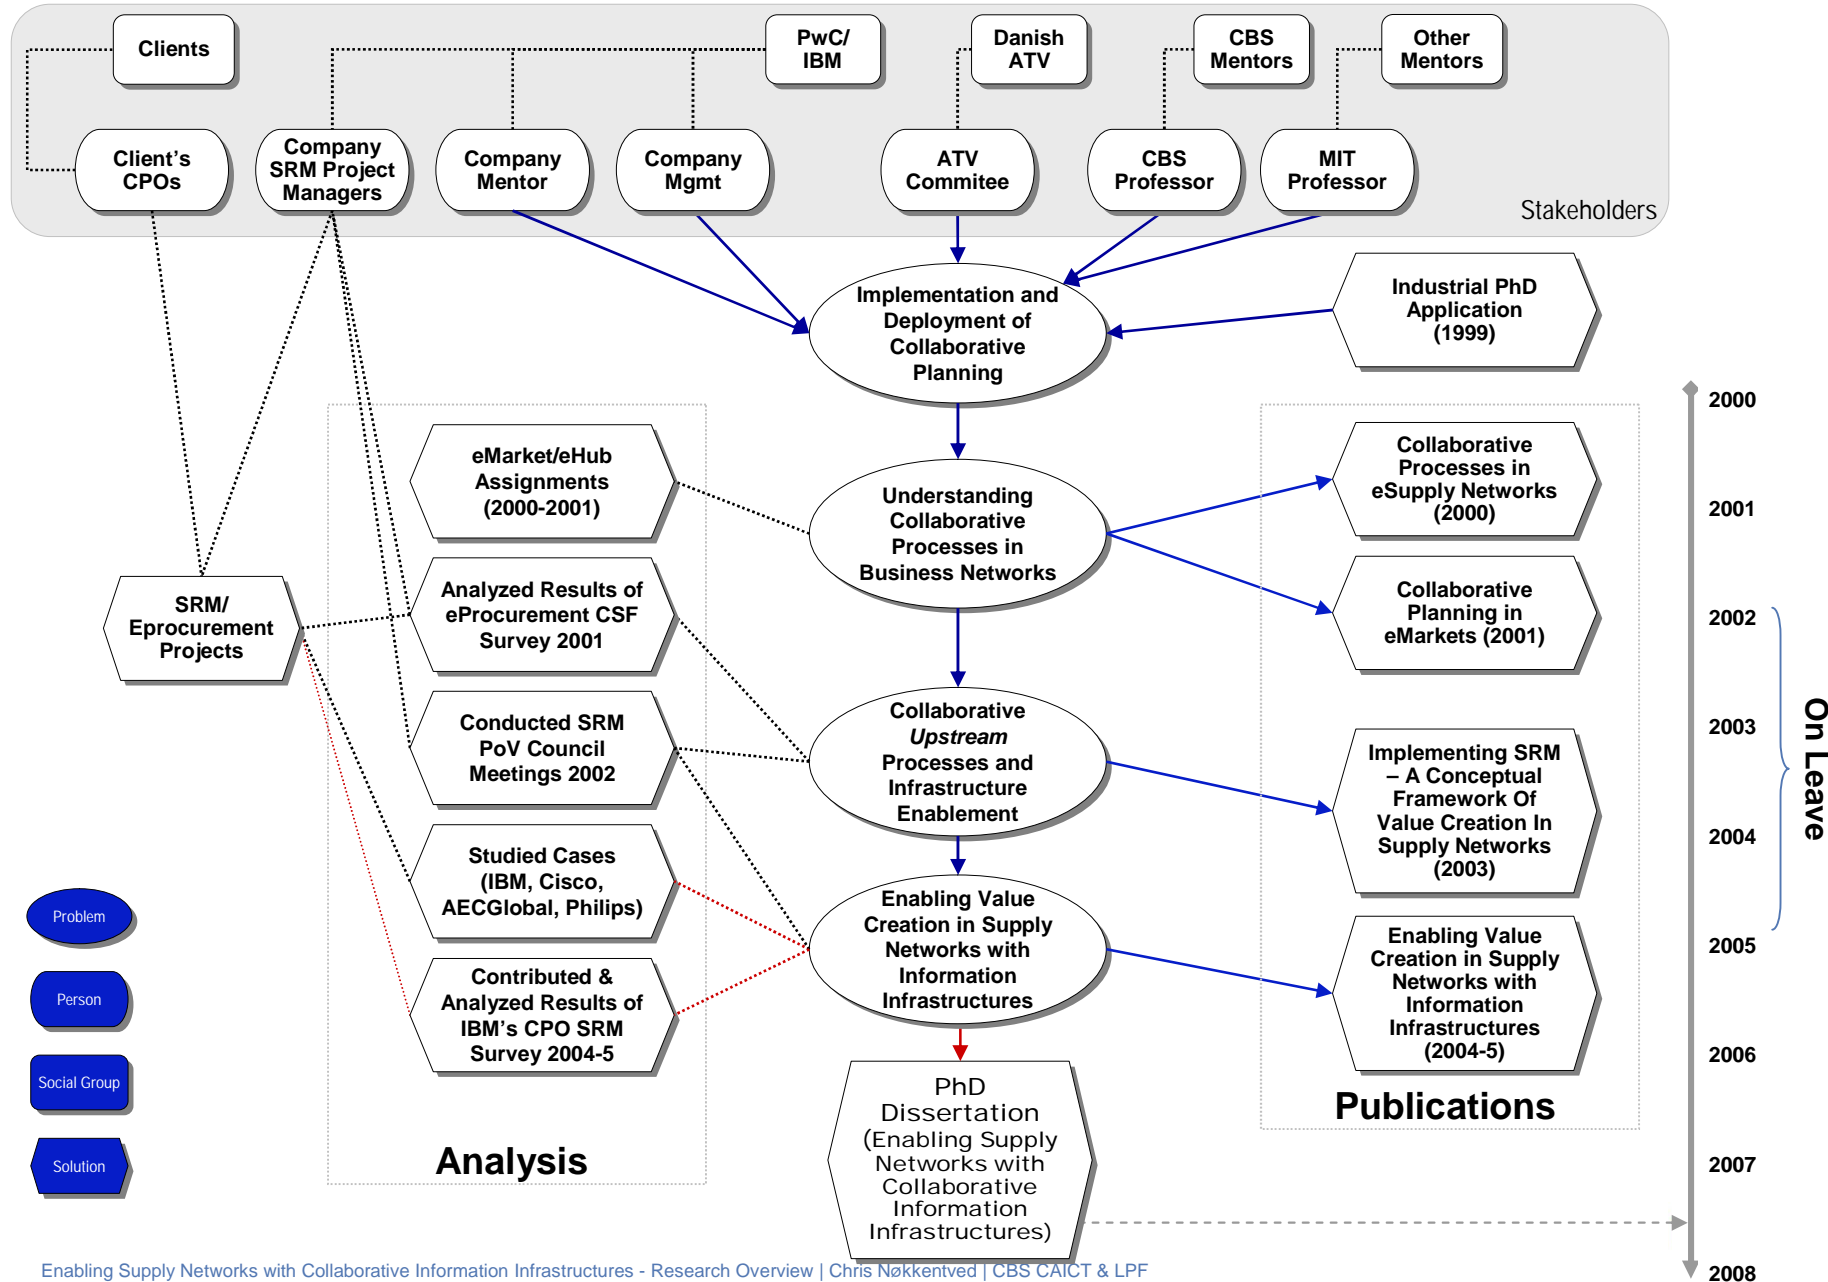 Clients
PwC/
IBM
Danish
ATV
CBS
Mentors
Other
Mentors
Client's
CPOs
Company
SRM Project
Managers
Company
Mentor
Company
Mgmt
ATV
Commitee
CBS
Professor
MIT
Professor
Stakeholders
Implementation and
Deployment of
Collaborative
Planning
Industrial PhD
Application
(1999)
eMarket/eHub
Assignments
(2000-2001)
Understanding
Collaborative
Processes in
Business Networks
Collaborative
Processes in
eSupply Networks
(2000)
Collaborative
Planning in
eMarkets (2001)
SRM/
Eprocurement
Projects
Analyzed Results of
eProcurement CSF
Survey 2001
Conducted SRM
PoV Council
Meetings 2002
Collaborative
Upstream
Processes and
Infrastructure
Enablement
Implementing SRM
– A Conceptual
Framework Of
Value Creation In
Supply Networks
(2003)
Studied Cases
(IBM, Cisco,
AECGlobal, Philips)
Enabling Value
Creation in Supply
Networks with
Information
Infrastructures
Enabling Value
Creation in Supply
Networks with
Information
Infrastructures
(2004-5)
Contributed &
Analyzed Results of
IBM's CPO SRM
Survey 2004-5
PhD
Dissertation
(Enabling Supply
Networks with
Collaborative
Information
Infrastructures)
Analysis
Publications
Problem
Person
Social Group
Solution
2000
2001
2002
2003
2004
2005
2006
2007
2008
On Leave
Enabling Supply Networks with Collaborative Information Infrastructures - Research Overview | Chris Nøkkentved | CBS CAICT & LPF